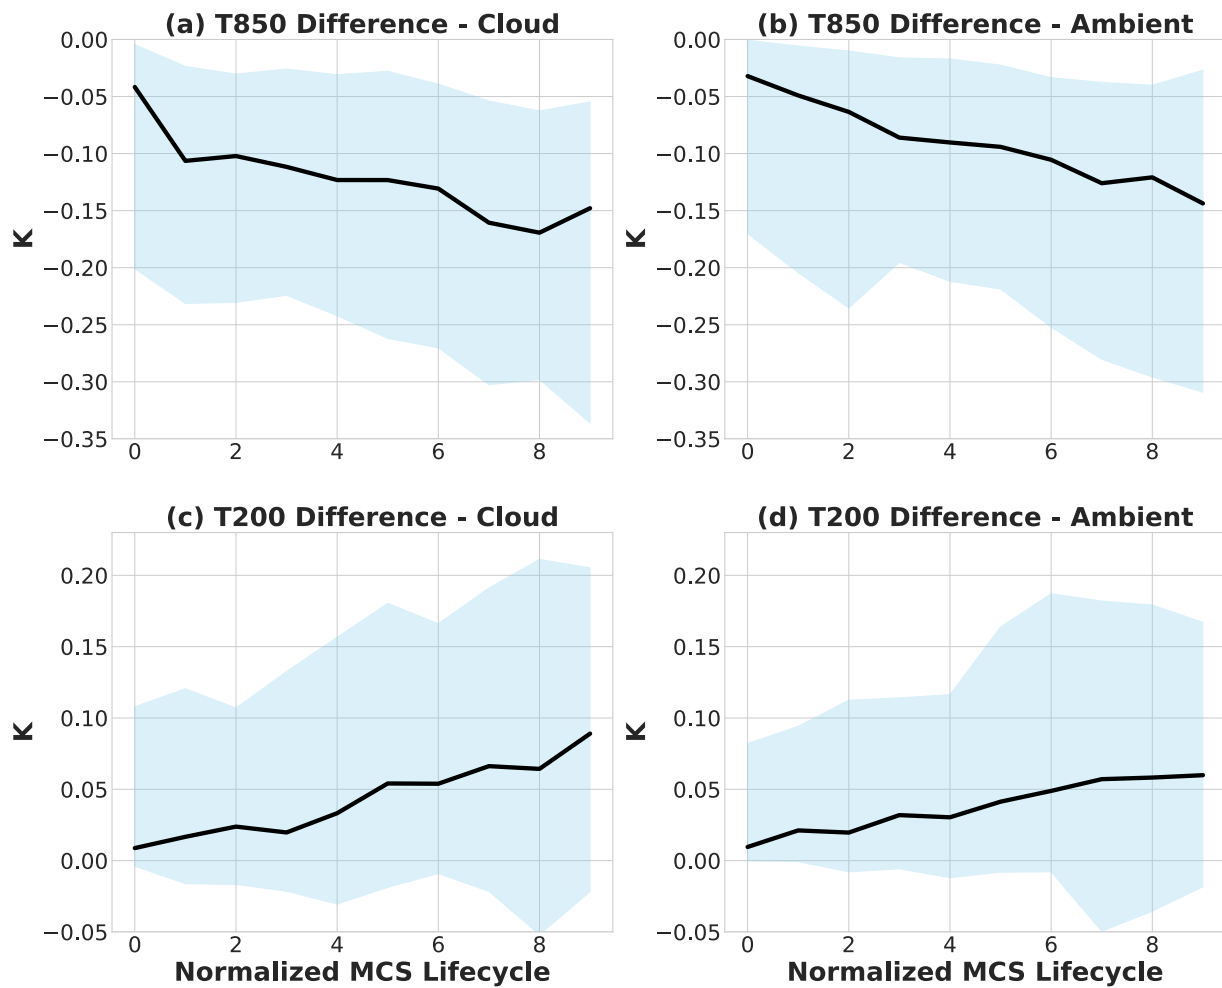 (a) T850 Difference - Cloud
0.00
−0.05
−0.10
−0.15
−0.20
−0.25
−0.30
−0.35
K
0 2 4 6 8
(b) T850 Difference - Ambient
0.00
−0.05
−0.10
−0.15
−0.20
−0.25
−0.30
−0.35
K
0 2 4 6 8
(c) T200 Difference - Cloud
0.20
0.15
0.10
0.05
0.00
−0.05
K
0 2 4 6 8
Normalized MCS Lifecycle
(d) T200 Difference - Ambient
0.20
0.15
0.10
0.05
0.00
−0.05
K
0 2 4 6 8
Normalized MCS Lifecycle